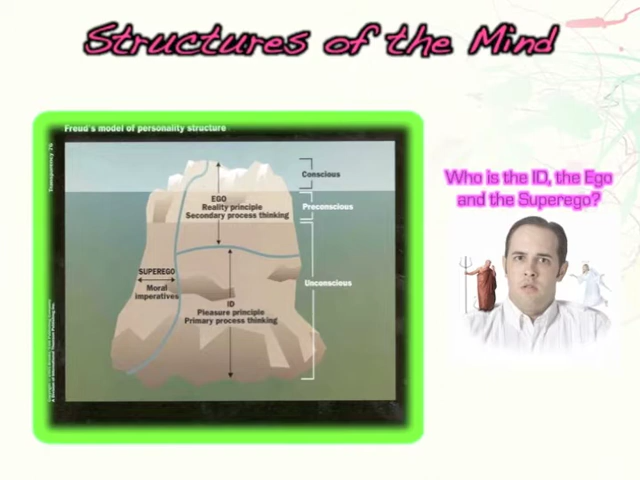 Structures of the Mind
Freud's model of personality structure
Transparency 76
Conscious
EGO
Reality principle
Secondary process thinking
Preconscious
SUPEREGO
Moral
imperatives
Unconscious
ID
Pleasure principle
Primary process thinking
Who is the ID, the Ego
and the Superego?